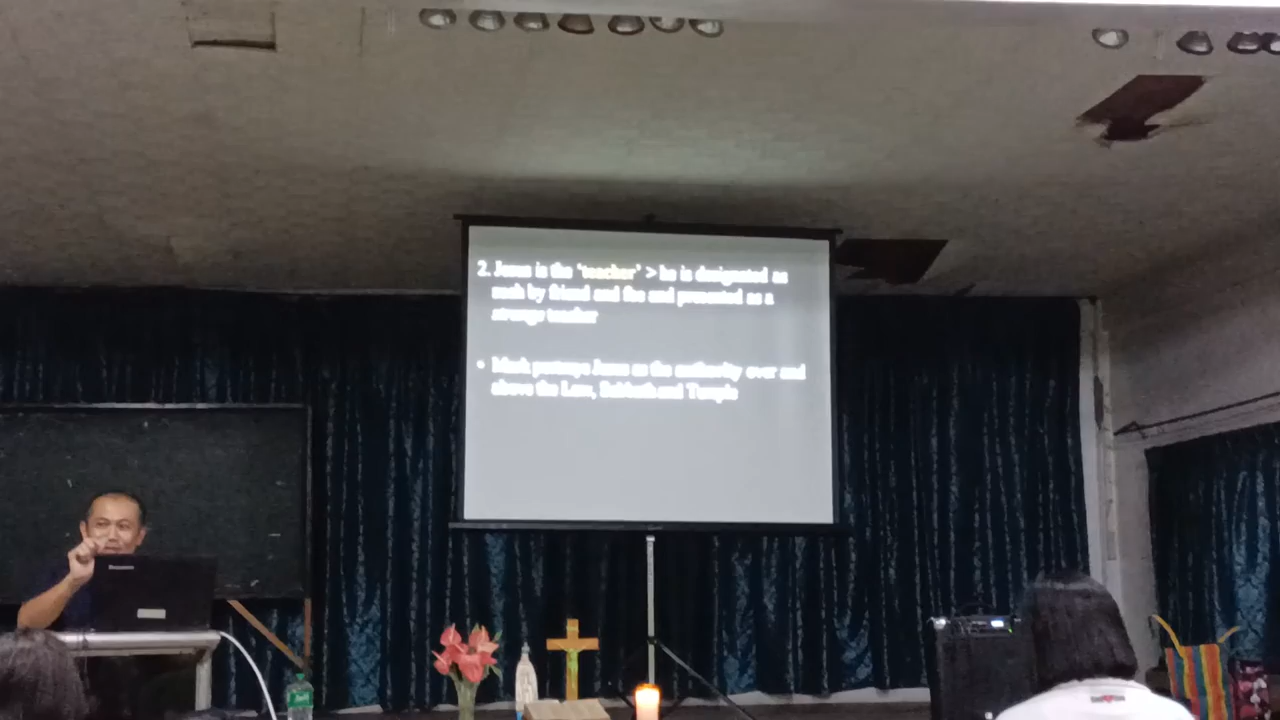 2. Jesus is the 'teacher' > he is designated as
such by friend and foe and presented as a
strange teacher
• Mark portrays Jesus as the authority over and
above the Law, Sabbath and Temple